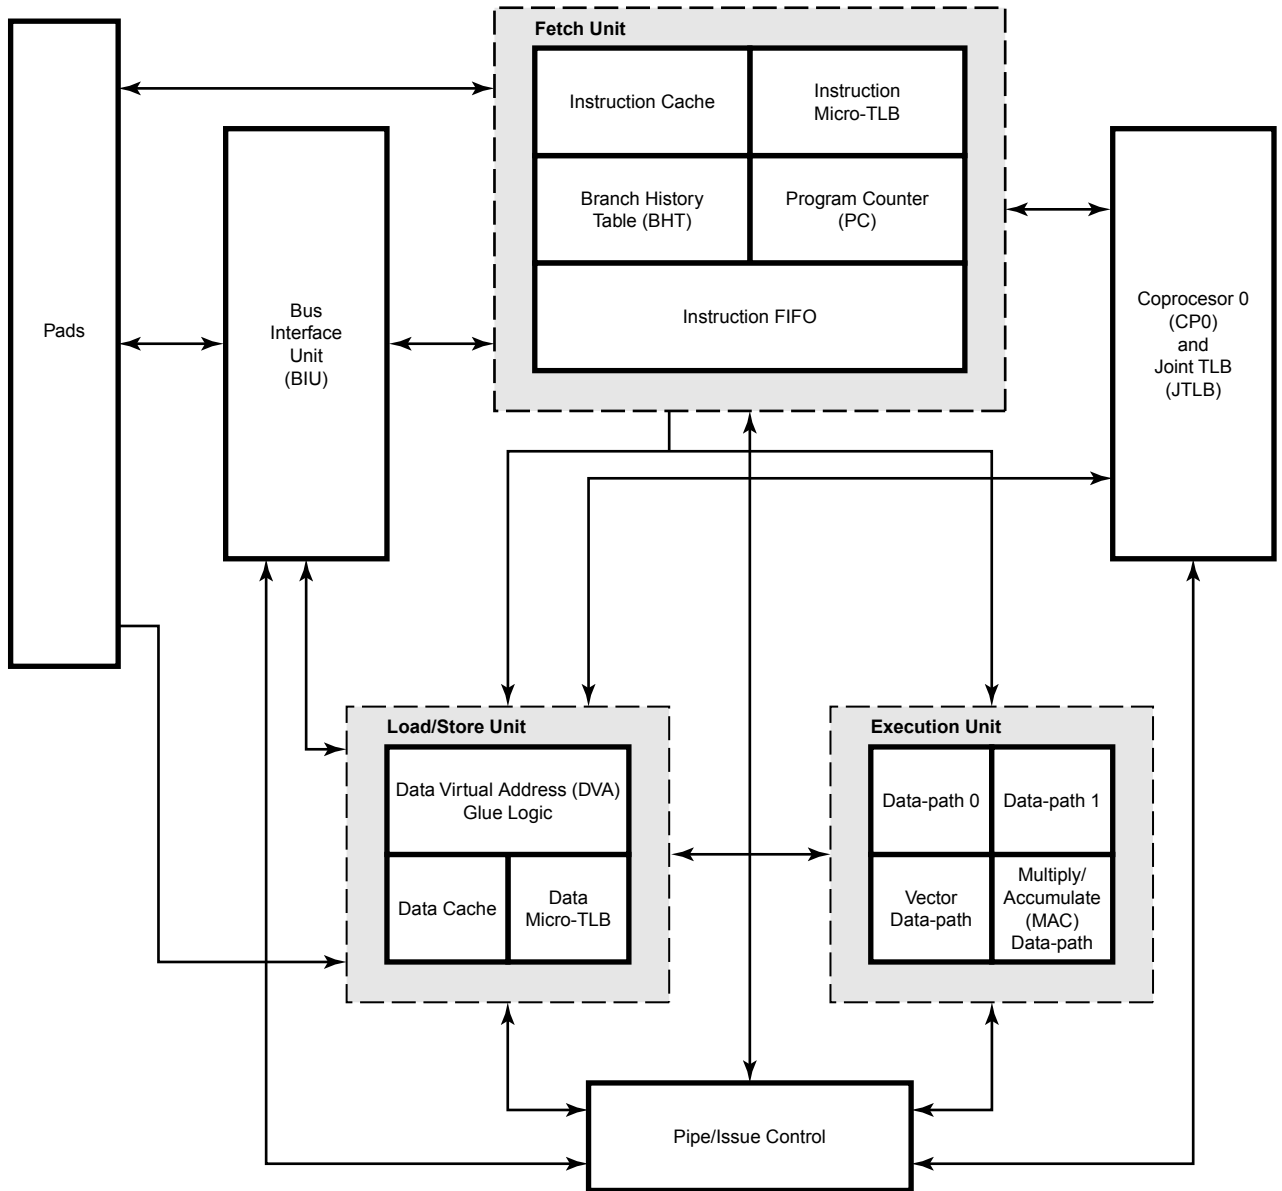 Fetch Unit
Instruction Cache
Instruction
Micro-TLB
Branch History
Table (BHT)
Program Counter
(PC)
Instruction FIFO
Pads
Bus
Interface
Unit
(BIU)
Coprocesor 0
(CP0)
and
Joint TLB
(JTLB)
Load/Store Unit
Data Virtual Address (DVA)
Glue Logic
Data Cache
Data
Micro-TLB
Execution Unit
Data-path 0
Data-path 1
Vector
Data-path
Multiply/
Accumulate
(MAC)
Data-path
Pipe/Issue Control